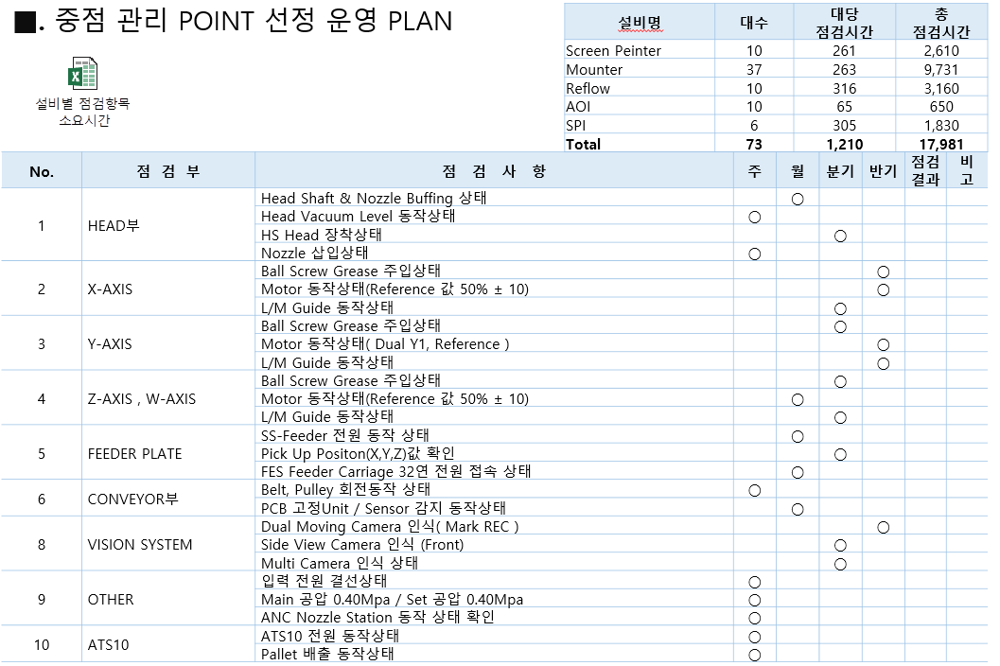 ■. 중점 관리 POINT 선정 운영 PLAN
설비별 점검항목
소요시간
설비명 대수 대당 점검시간 총 점검시간
Screen Peinter 10 261 2,610
Mounter 37 263 9,731
Reflow 10 316 3,160
AOI 10 65 650
SPI 6 305 1,830
Total 73 1,210 17,981
No. 점 검 부 점 검 사 항 주 월 분기 반기 점검 결과 비 고
1 HEAD부
Head Shaft & Nozzle Buffing 상태 ○
Head Vacuum Level 동작상태 ○
HS Head 장착상태 ○
Nozzle 삽입상태 ○
2 X-AXIS
Ball Screw Grease 주입상태 ○
Motor 동작상태(Reference 값 50% ± 10) ○
L/M Guide 동작상태 ○
3 Y-AXIS
Ball Screw Grease 주입상태 ○
Motor 동작상태( Dual Y1, Reference ) ○
L/M Guide 동작상태 ○
4 Z-AXIS , W-AXIS
Ball Screw Grease 주입상태 ○
Motor 동작상태(Reference 값 50% ± 10) ○
L/M Guide 동작상태 ○
5 FEEDER PLATE
SS-Feeder 전원 동작 상태 ○
Pick Up Positon(X,Y,Z)값 확인 ○
FES Feeder Carriage 32연 전원 접속 상태 ○
6 CONVEYOR부
Belt, Pulley 회전동작 상태 ○
PCB 고정Unit / Sensor 감지 동작상태 ○
8 VISION SYSTEM
Dual Moving Camera 인식( Mark REC ) ○
Side View Camera 인식 (Front) ○
Multi Camera 인식 상태 ○
9 OTHER
입력 전원 결선상태 ○
Main 공압 0.40Mpa / Set 공압 0.40Mpa ○
ANC Nozzle Station 동작 상태 확인 ○
10 ATS10
ATS10 전원 동작상태 ○
Pallet 배출 동작상태 ○